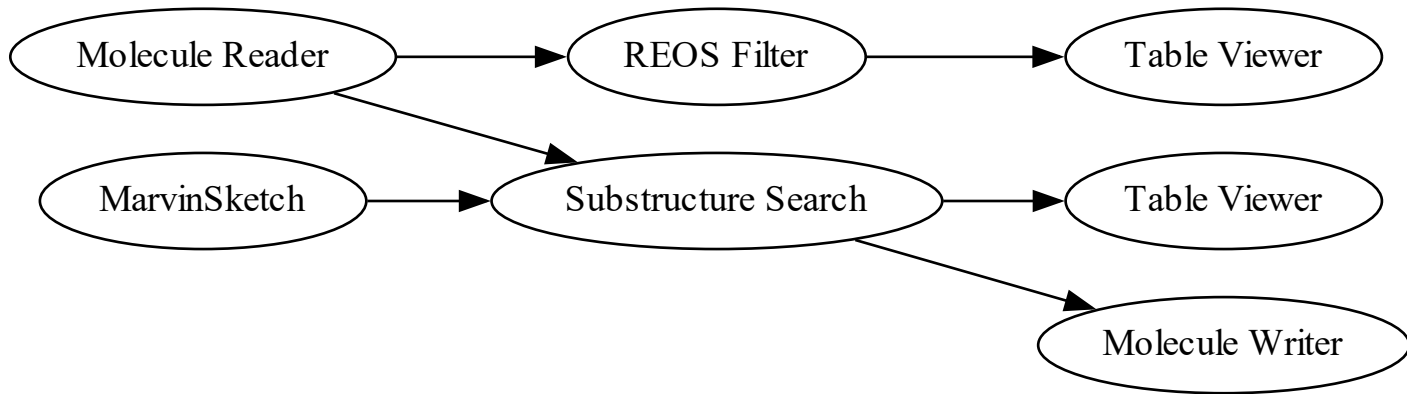 Molecule Reader
REOS Filter
Table Viewer
MarvinSketch
Substructure Search
Table Viewer
Molecule Writer